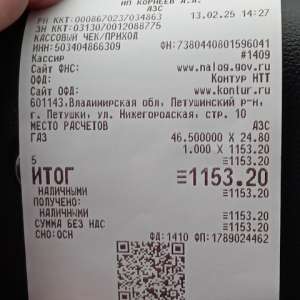 ИП КОРНЕЕВ А.А.
АЗС
РН ККТ:0008670237034863 13.02.25 14:27
ЗН ККТ:0313070012088775
КАССОВЫЙ ЧЕК/ПРИХОД
ИНН:503404866309 ФН:7380440801596041
Кассир #1409
Сайт ФНС: www.nalog.gov.ru
ОФД: Контур НТТ
Сайт ОФД: www.kontur.ru
601143,Владимирская обл, Петушинский р-н,
г. Петушки, ул. Нижегородская, стр. 10
МЕСТО РАСЧЕТОВ АЗС
ГАЗ 46.500000 X 24.80
1.000 X 1153.20
5 ≡1153.20
ИТОГ ≡1153.20
НАЛИЧНЫМИ ≡1153.20
ПОЛУЧЕНО:
НАЛИЧНЫМИ ≡1153.20
СУММА БЕЗ НДС ≡1153.20
СНО:ОСН ФД:1410 ФП:1789024462